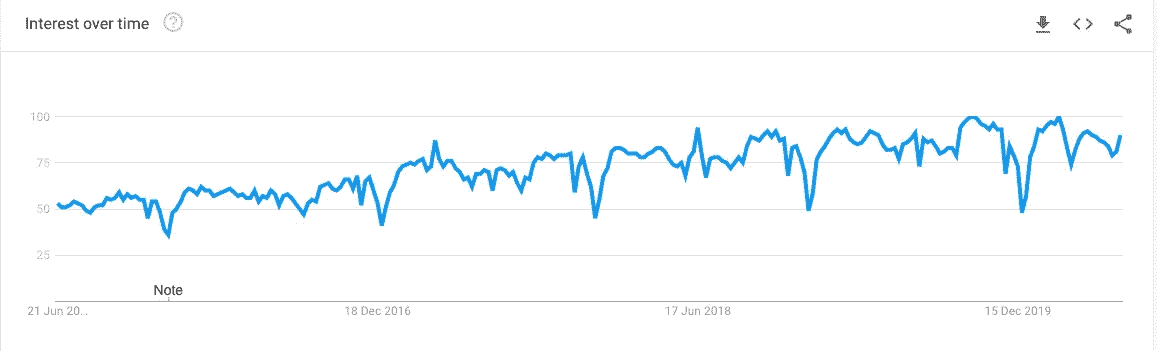 Interest over time ?
100
75
50
25
Note
21 Jun 20...
18 Dec 2016
17 Jun 2018
15 Dec 2019